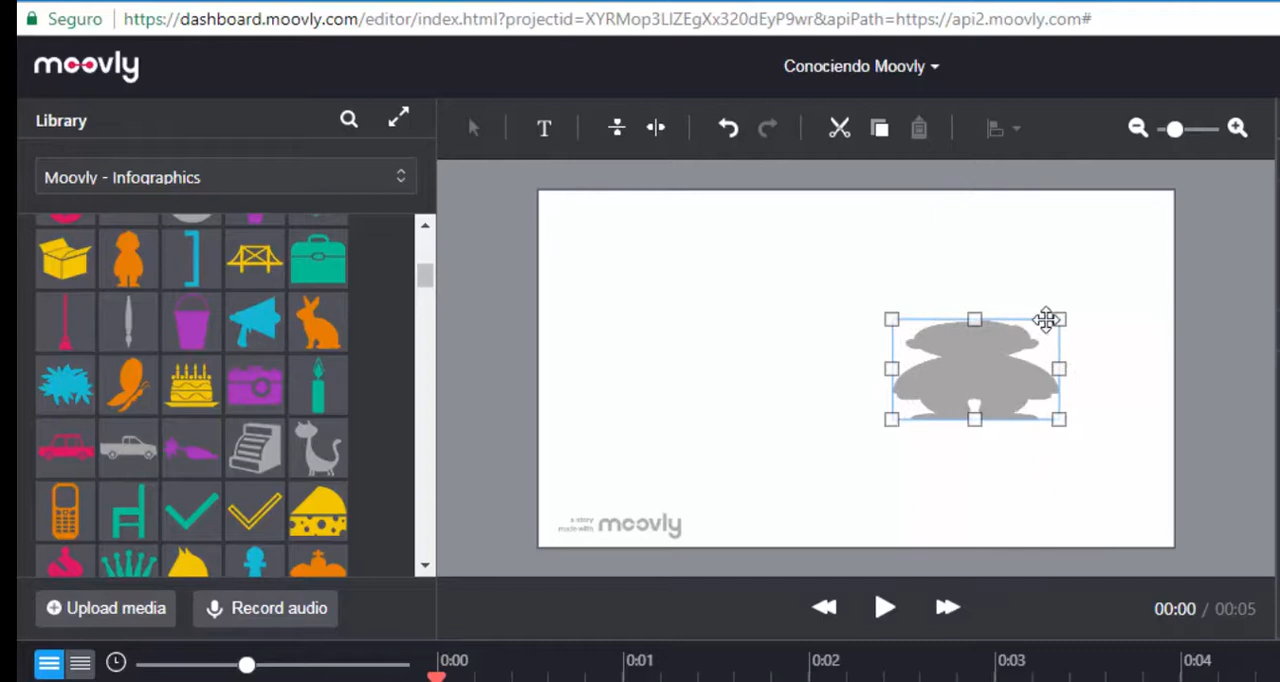 Seguro https://dashboard.moovly.com/editor/index.html?projectid=XYRMop3LlZEgXx320dEyP9wr&apiPath=https://api2.moovly.com#
moovly
Conociendo Moovly
Library
T
Moovly - Infographics
a story
made with moovly
Upload media
Record audio
00:00 / 00:05
0:00 0:01 0:02 0:03 0:04